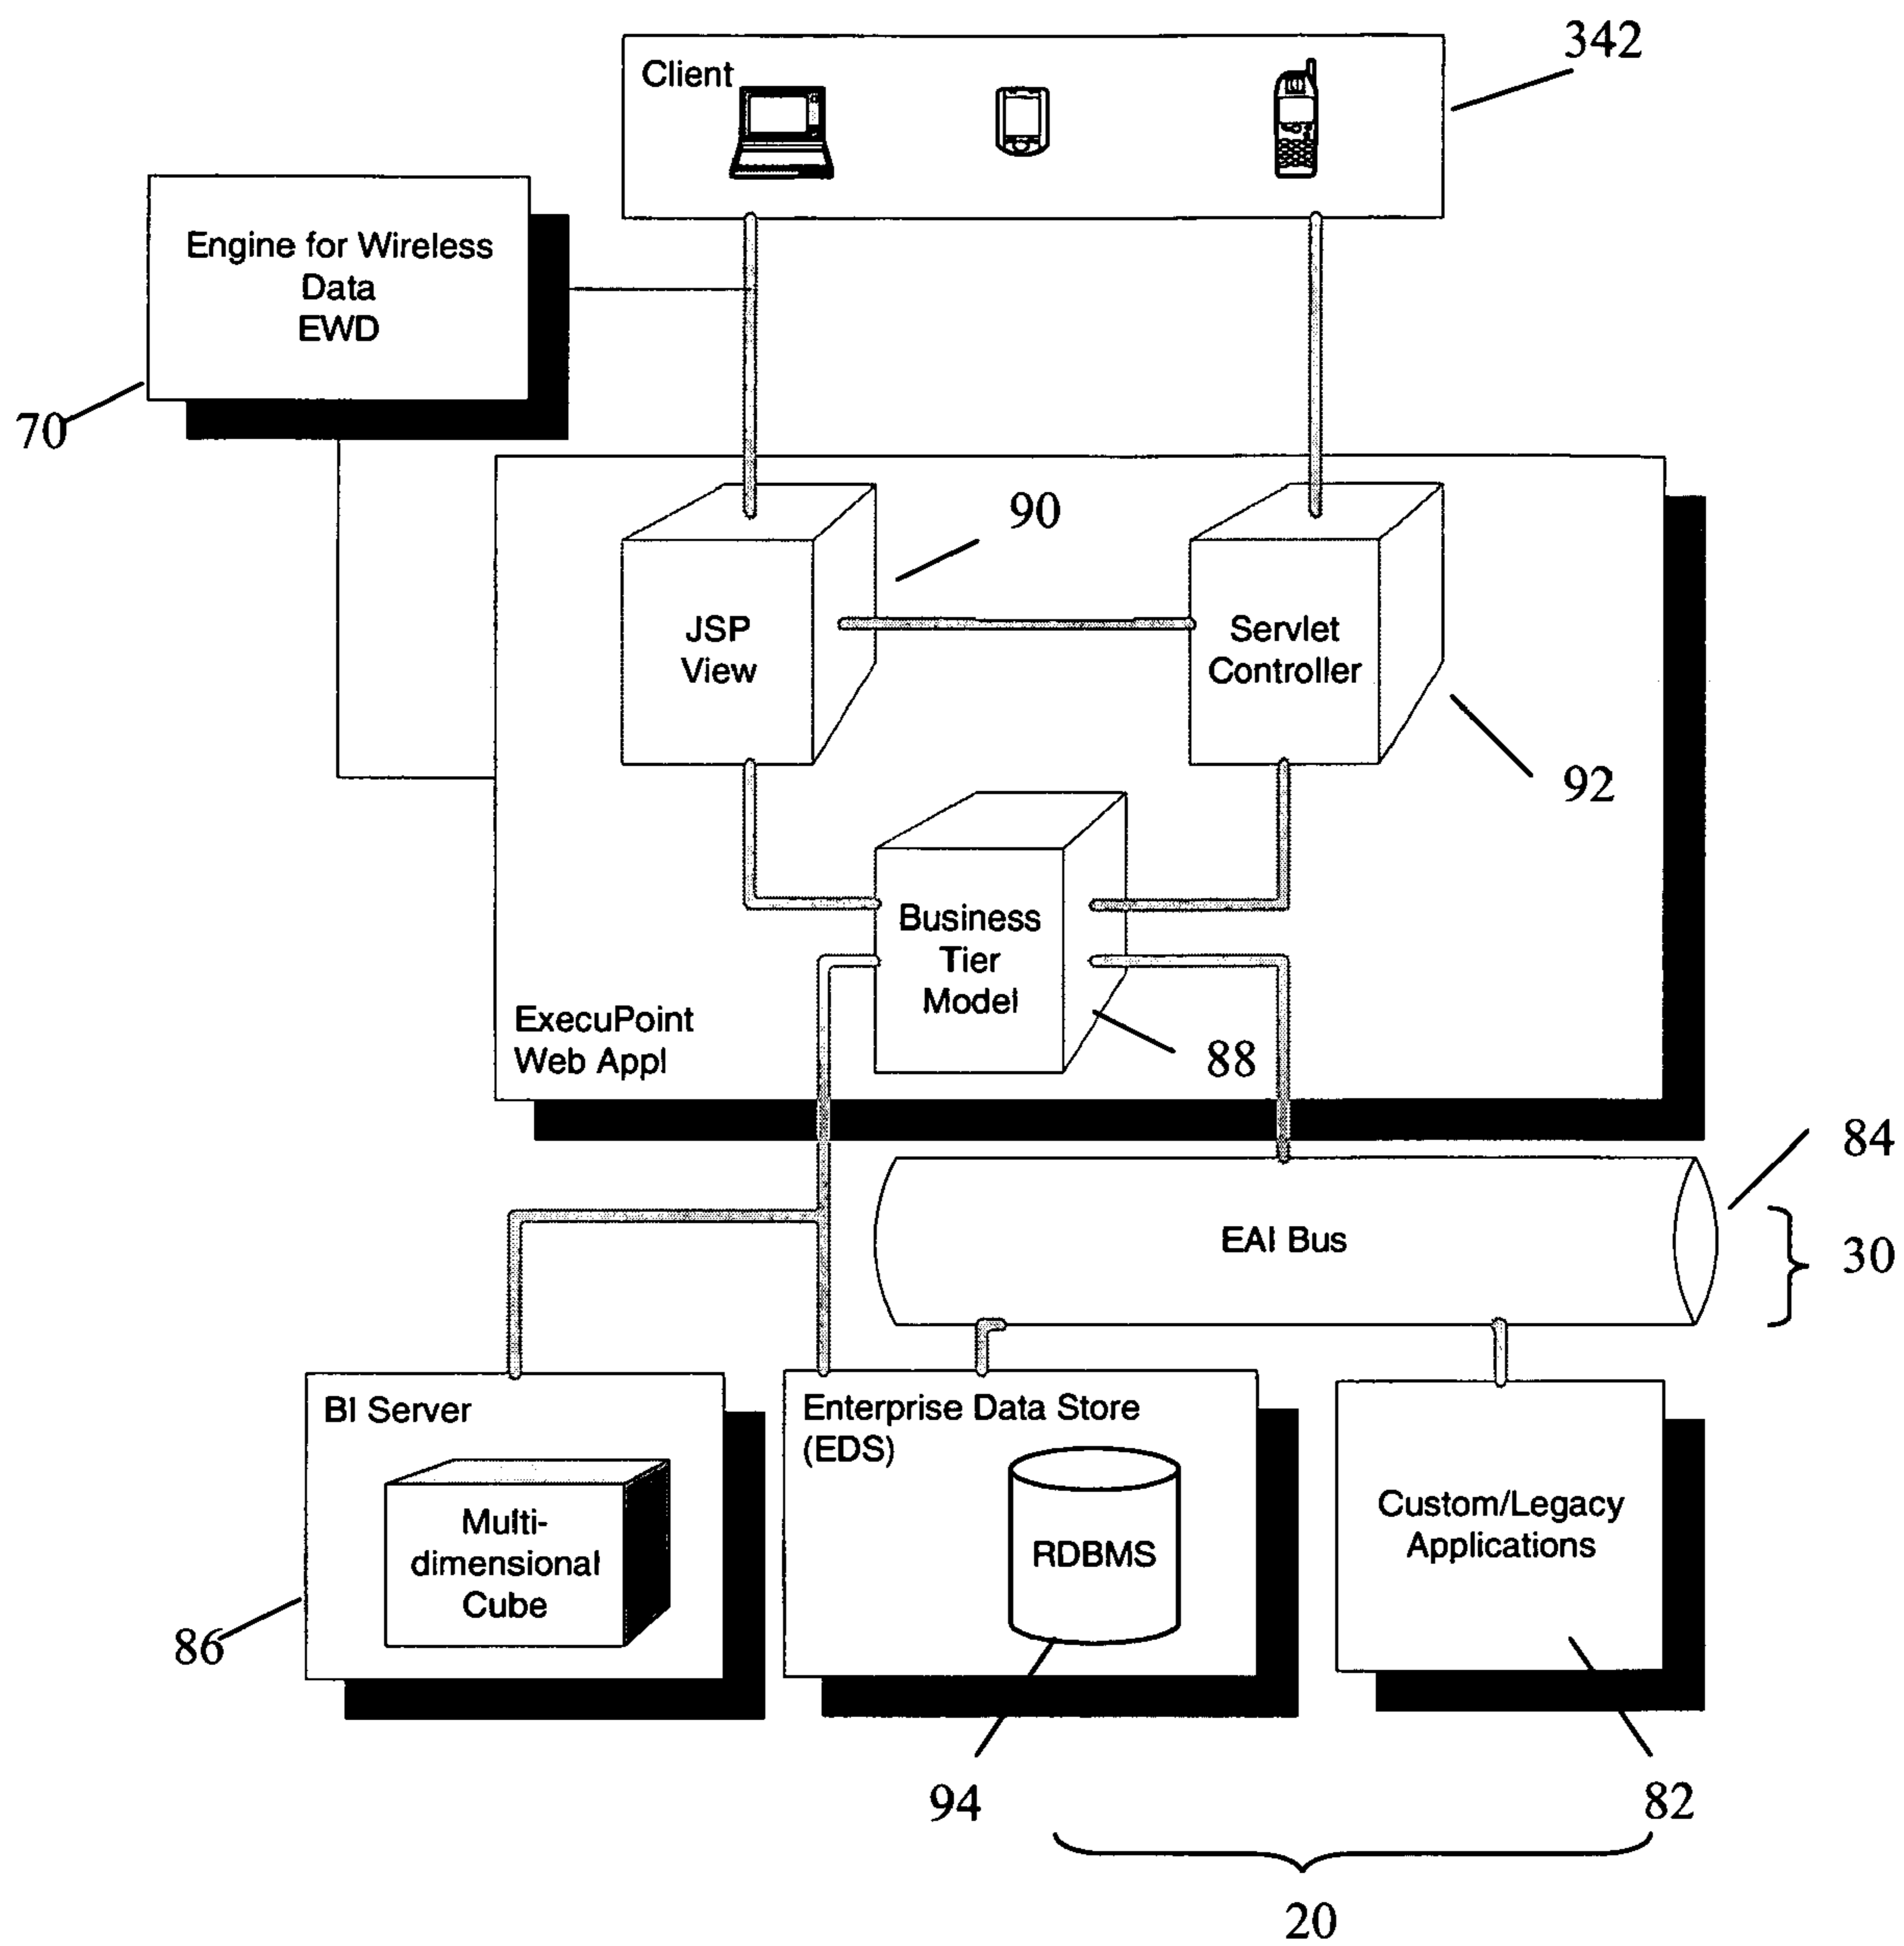 342
Client
Engine for Wireless
Data
EWD
70
90
JSP
View
Servlet
Controller
92
Business
Tier
Model
ExecuPoint
Web Appl
88
84
EAI Bus
30
BI Server
Multi-
dimensional
Cube
86
Enterprise Data Store
(EDS)
RDBMS
Custom/Legacy
Applications
94
82
20